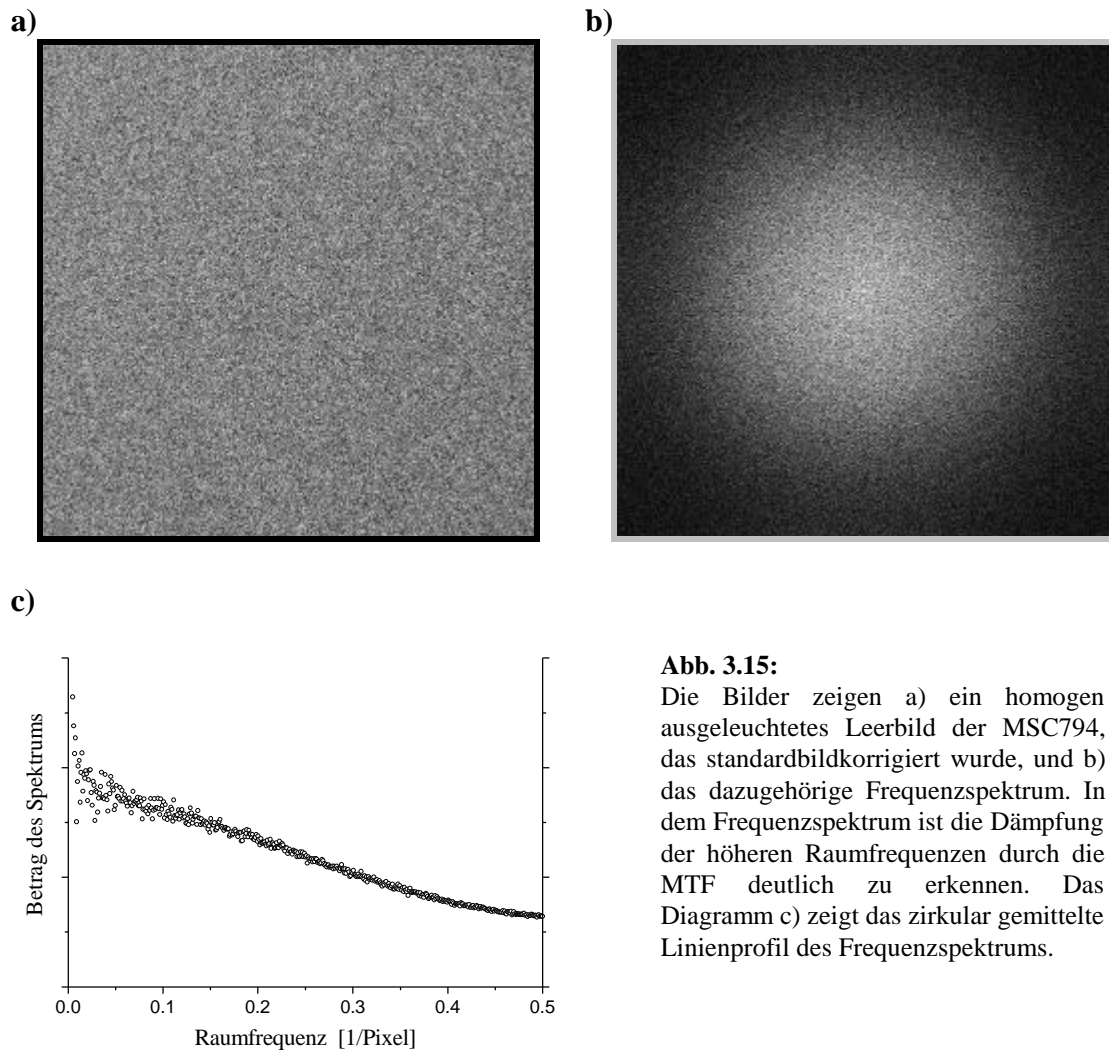 a)
b)
c)
Betrag des Spektrums
0.0 0.1 0.2 0.3 0.4 0.5
Raumfrequenz [1/Pixel]
Abb. 3.15:
Die Bilder zeigen a) ein homogen
ausgeleuchtetes Leerbild der MSC794,
das standardbildkorrigiert wurde, und b)
das dazugehörige Frequenzspektrum. In
dem Frequenzspektrum ist die Dämpfung
der höheren Raumfrequenzen durch die
MTF deutlich zu erkennen. Das
Diagramm c) zeigt das zirkular gemittelte
Linienprofil des Frequenzspektrums.